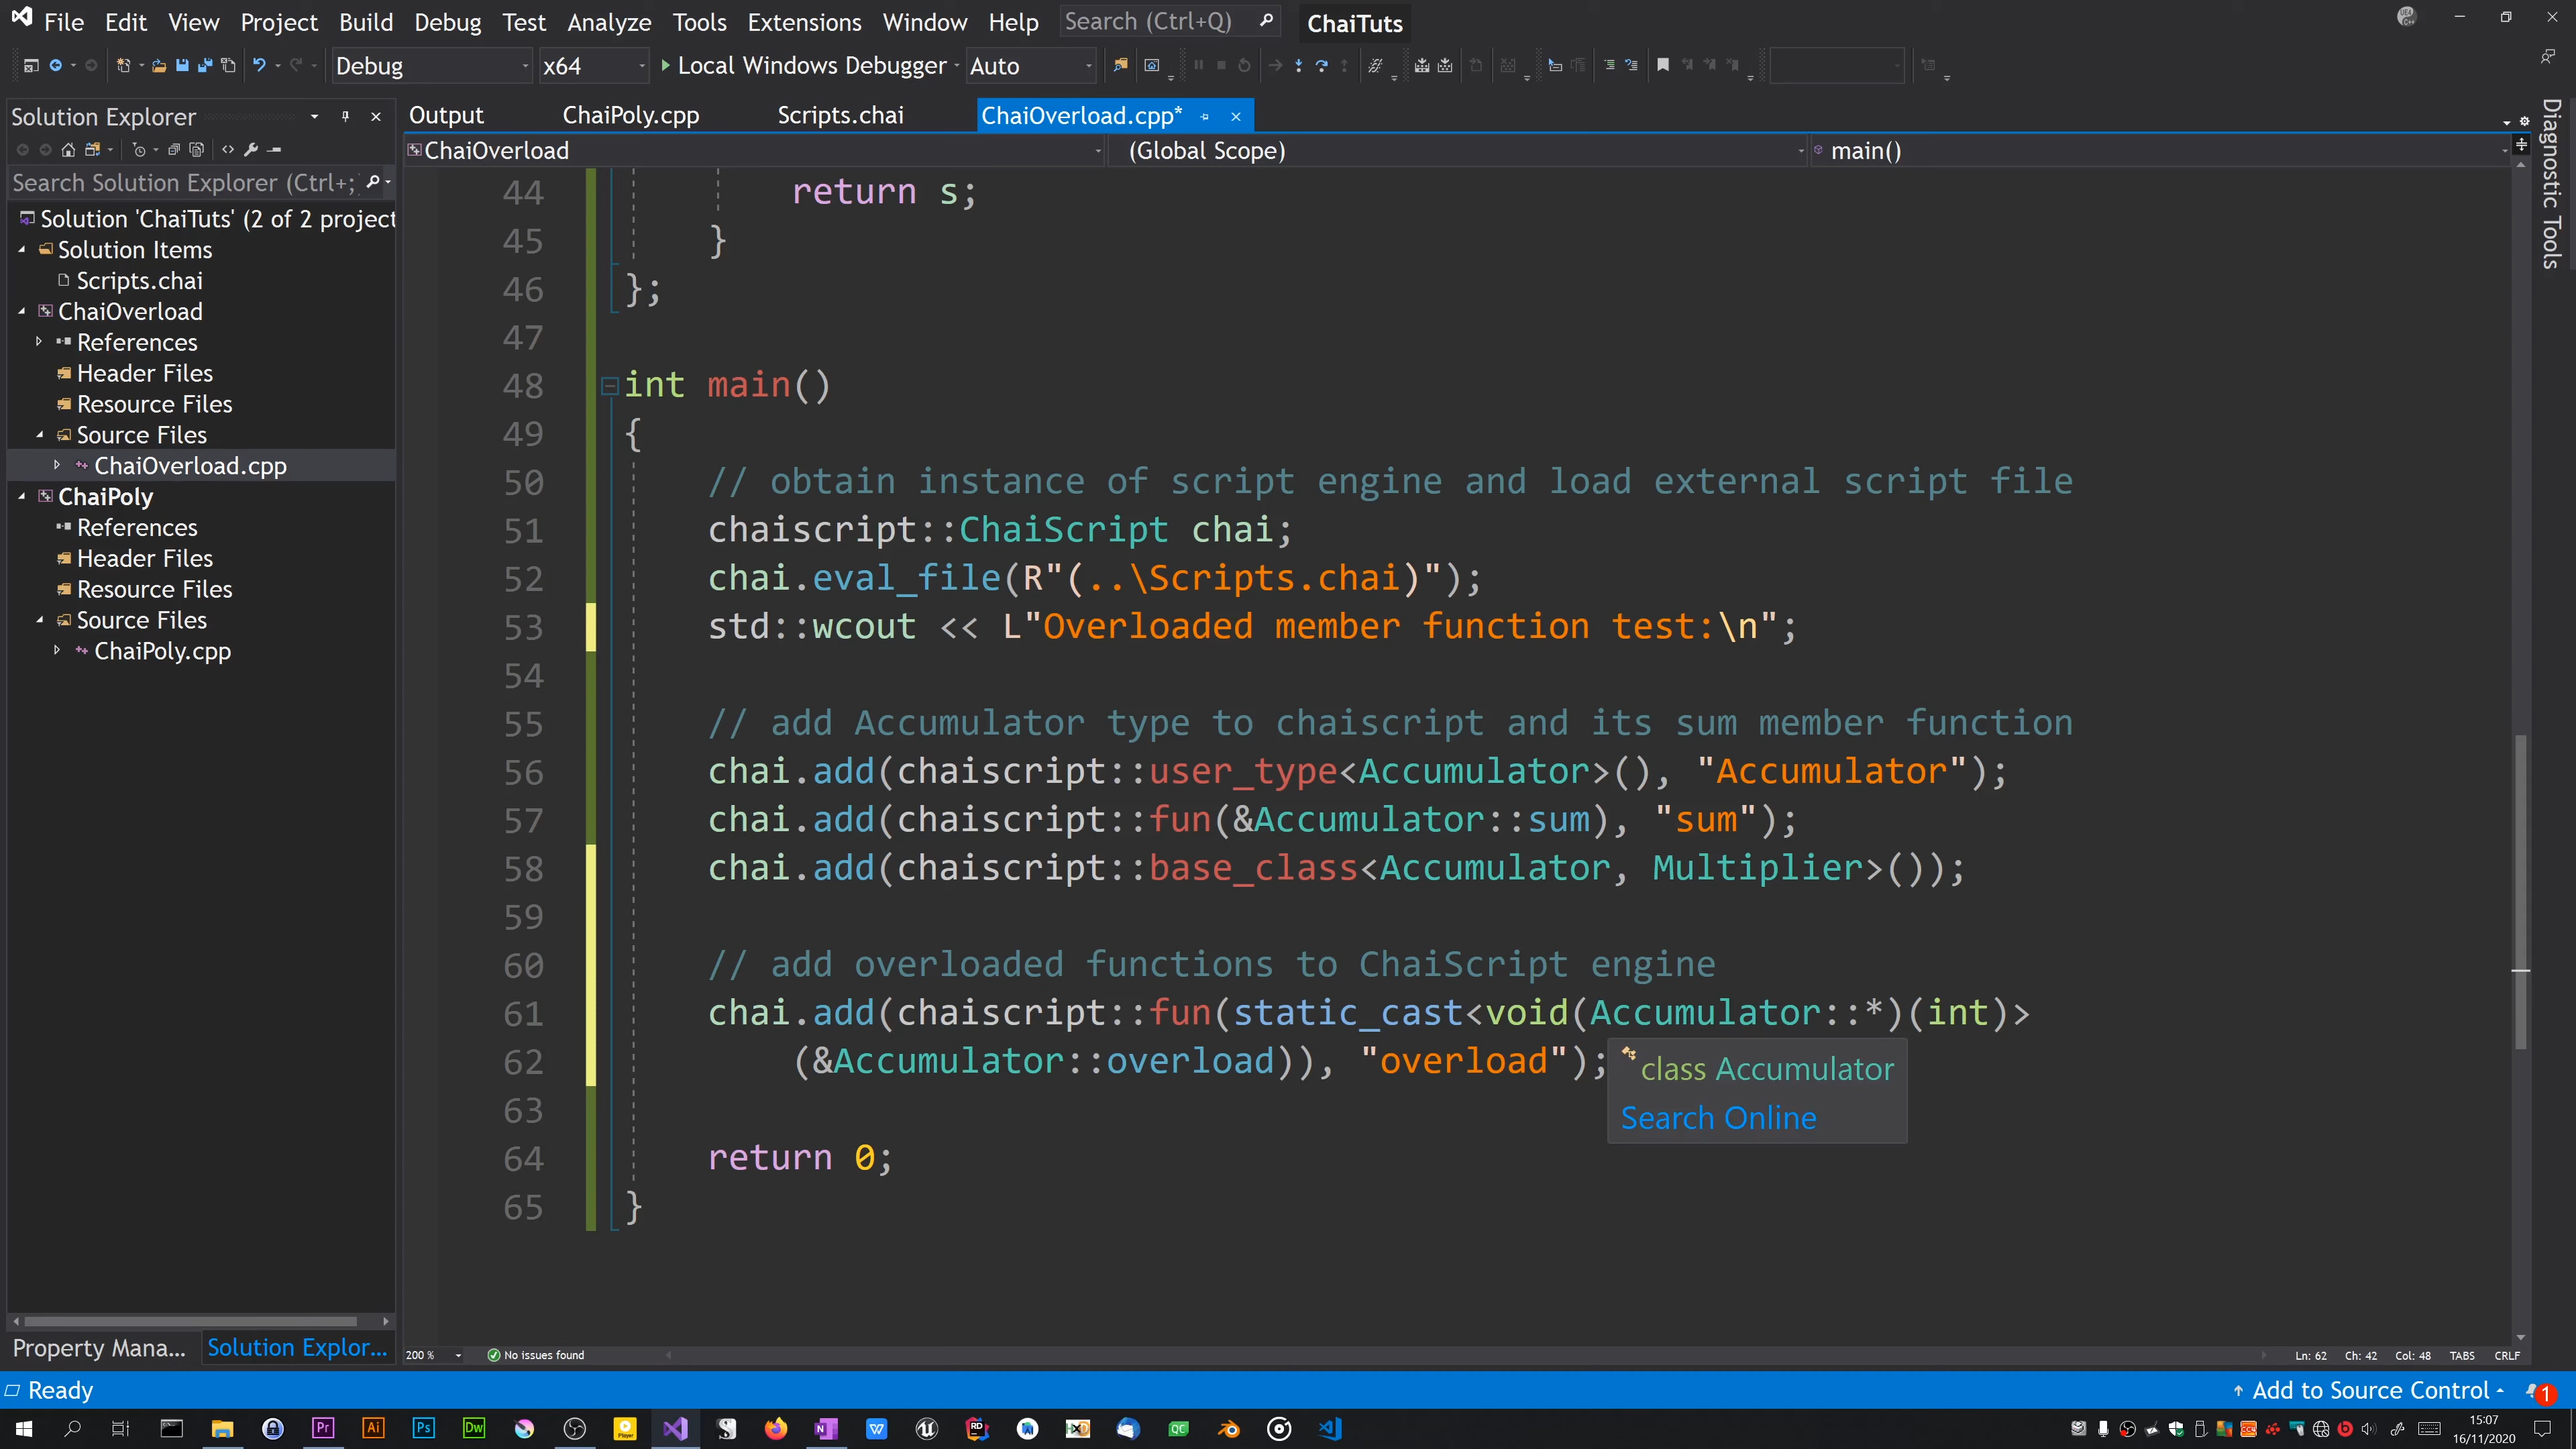 File Edit View Project Build Debug Test Analyze Tools Extensions Window Help Search (Ctrl+Q) ChaiTuts
Debug x64 Local Windows Debugger Auto
Solution Explorer
Search Solution Explorer (Ctrl+;
Solution 'ChaiTuts' (2 of 2 project
Solution Items
Scripts.chai
ChaiOverload
References
Header Files
Resource Files
Source Files
ChaiOverload.cpp
ChaiPoly
References
Header Files
Resource Files
Source Files
ChaiPoly.cpp
Property Mana... Solution Explor...
Output ChaiPoly.cpp Scripts.chai ChaiOverload.cpp*
ChaiOverload (Global Scope) main()
44 return s;
45 }
46 };
47
48 int main()
49 {
50 // obtain instance of script engine and load external script file
51 chaiscript::ChaiScript chai;
52 chai.eval_file(R"(..\Scripts.chai)");
53 std::wcout << L"Overloaded member function test:\n";
54
55 // add Accumulator type to chaiscript and its sum member function
56 chai.add(chaiscript::user_type<Accumulator>(), "Accumulator");
57 chai.add(chaiscript::fun(&Accumulator::sum), "sum");
58 chai.add(chaiscript::base_class<Accumulator, Multiplier>());
59
60 // add overloaded functions to ChaiScript engine
61 chai.add(chaiscript::fun(static_cast<void(Accumulator::*)(int)>
62 (&Accumulator::overload)), "overload");
class Accumulator
Search Online
63
64 return 0;
65 }
Diagnostic Tools
200 % No issues found Ln: 62 Ch: 42 Col: 48 TABS CRLF
Ready Add to Source Control 1
Pr Ai Ps Dw
15:07
16/11/2020